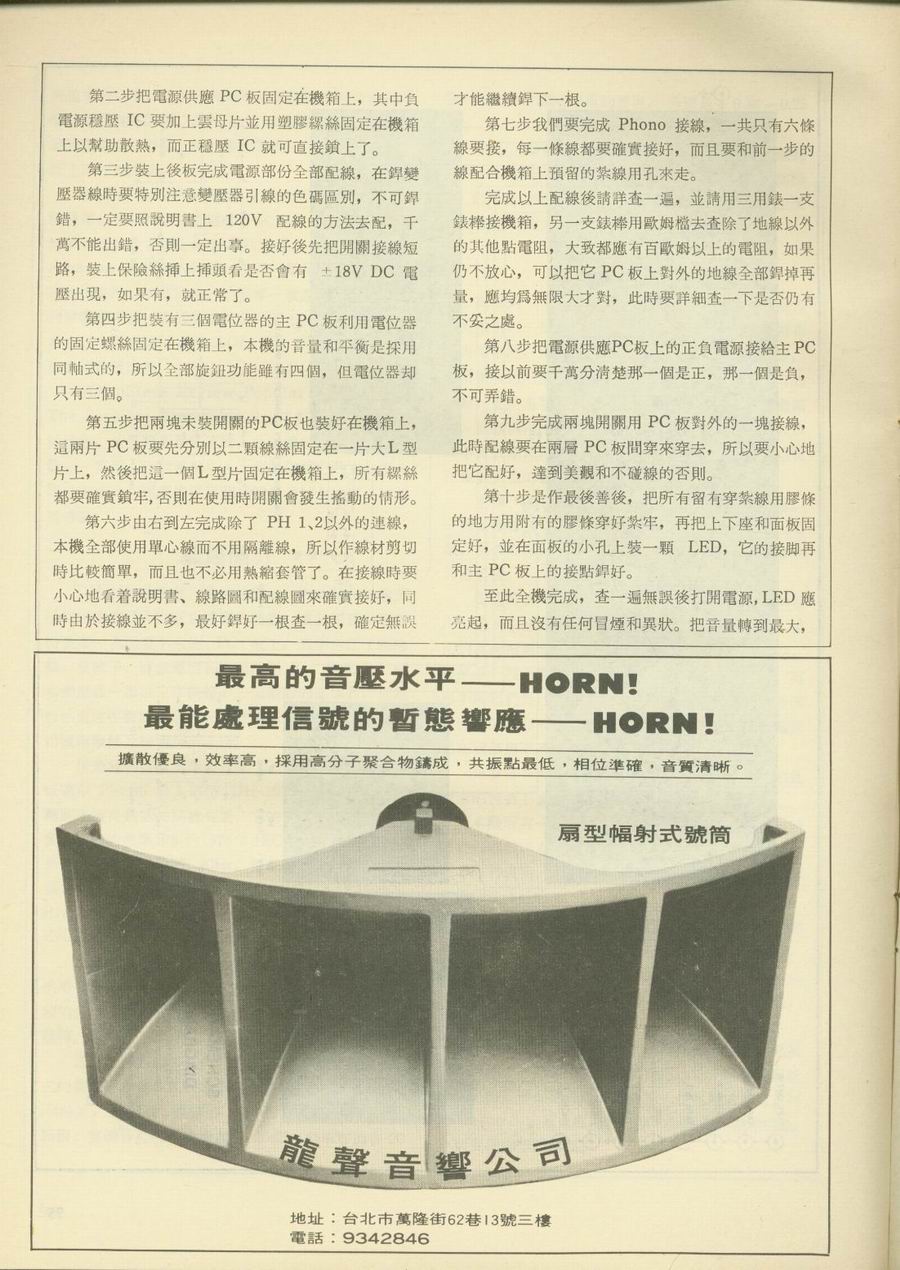 第二步把電源供應 PC 板固定在機箱上，其中負
電源穩壓 IC 要加上雲母片並用塑膠縲絲固定在機箱
上以幫助散熱，而正穩壓 IC 就可直接鎖上了。
第三步裝上後板完成電源部份全部配線，在銲變
壓器線時要特別注意變壓器引線的色碼區別，不可銲
錯，一定要照說明書上 120V 配線的方法去配，千
萬不能出錯，否則一定出事。接好後先把開關接線短
路，裝上保險絲揷上揷頭看是否會有 ±18V DC 電
壓出現，如果有，就正常了。
第四步把裝有三個電位器的主 PC 板利用電位器
的固定螺絲固定在機箱上，本機的音量和平衡是採用
同軸式的，所以全部旋鈕功能雖有四個，但電位器却
只有三個。
第五步把兩塊未裝開關的PC板也裝好在機箱上，
這兩片 PC 板要先分別以二顆線絲固定在一片大L型
片上，然後把這一個L型片固定在機箱上，所有縲絲
都要確實鎖牢，否則在使用時開關會發生搖動的情形。
第六步由右到左完成除了 PH 1、2以外的連線，
本機全部使用單心線而不用隔離線，所以作線材剪切
時比較簡單，而且也不必用熱縮套管了。在接線時要
小心地看着說明書、線路圖和配線圖來確實接好，同
時由於接線並不多，最好銲好一根查一根，確定無誤
才能繼續銲下一根。
第七步我們要完成 Phono 接線，一共只有六條
線要接，每一條線都要確實接好，而且要和前一步的
線配合機箱上預留的紮線用孔來走。
完成以上配線後請詳查一遍，並請用三用錶一支
錶棒接機箱，另一支錶棒用歐姆檔去查除了地線以外
的其他點電阻，大致都應有百歐姆以上的電阻，如果
仍不放心，可以把它 PC 板上對外的地線全部銲掉再
量，應均爲無限大才對，此時要詳細查一下是否仍有
不妥之處。
第八步把電源供應PC板上的正負電源接給主PC
板，接以前要千萬分清楚那一個是正，那一個是負，
不可弄錯。
第九步完成兩塊開關用 PC 板對外的一塊接線，
此時配線要在兩層 PC 板間穿來穿去，所以要小心地
把它配好，達到美觀和不碰線的否則。
第十步是作最後善後，把所有留有穿紮線用膠條
的地方用附有的膠條穿好紮牢，再把上下座和面板固
定好，並在面板的小孔上裝一顆 LED，它的接脚再
和主 PC 板上的接點銲好。
至此全機完成，查一遍無誤後打開電源，LED 應
亮起，而且沒有任何冒煙和異狀。把音量轉到最大，
最高的音壓水平——HORN!
最能處理信號的暫態響應——HORN!
擴散優良，效率高，採用高分子聚合物鑄成，共振點最低，相位準確，音質清晰。
扇型幅射式號筒
龍聲音響公司
地址：台北市萬隆街62巷13號三樓
電話：9342846